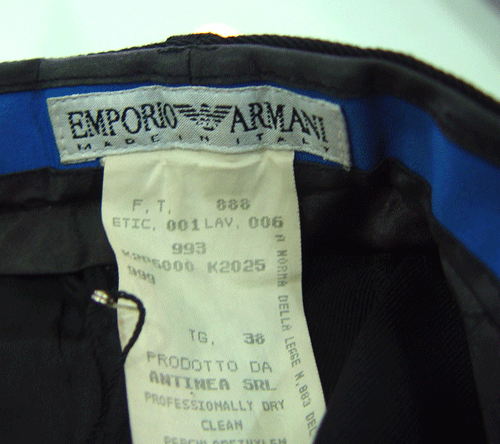 EMPORIO ARMANI
MADE IN ITALY
F,T, 888
ETIC, 001 LAV, 006
993
K2025
999
TG, 38
PRODOTTO DA
ANTINEA SRL
PROFESSIONALLY DRY
CLEAN
A NORMA DELLA LEGGE N.883 DEL